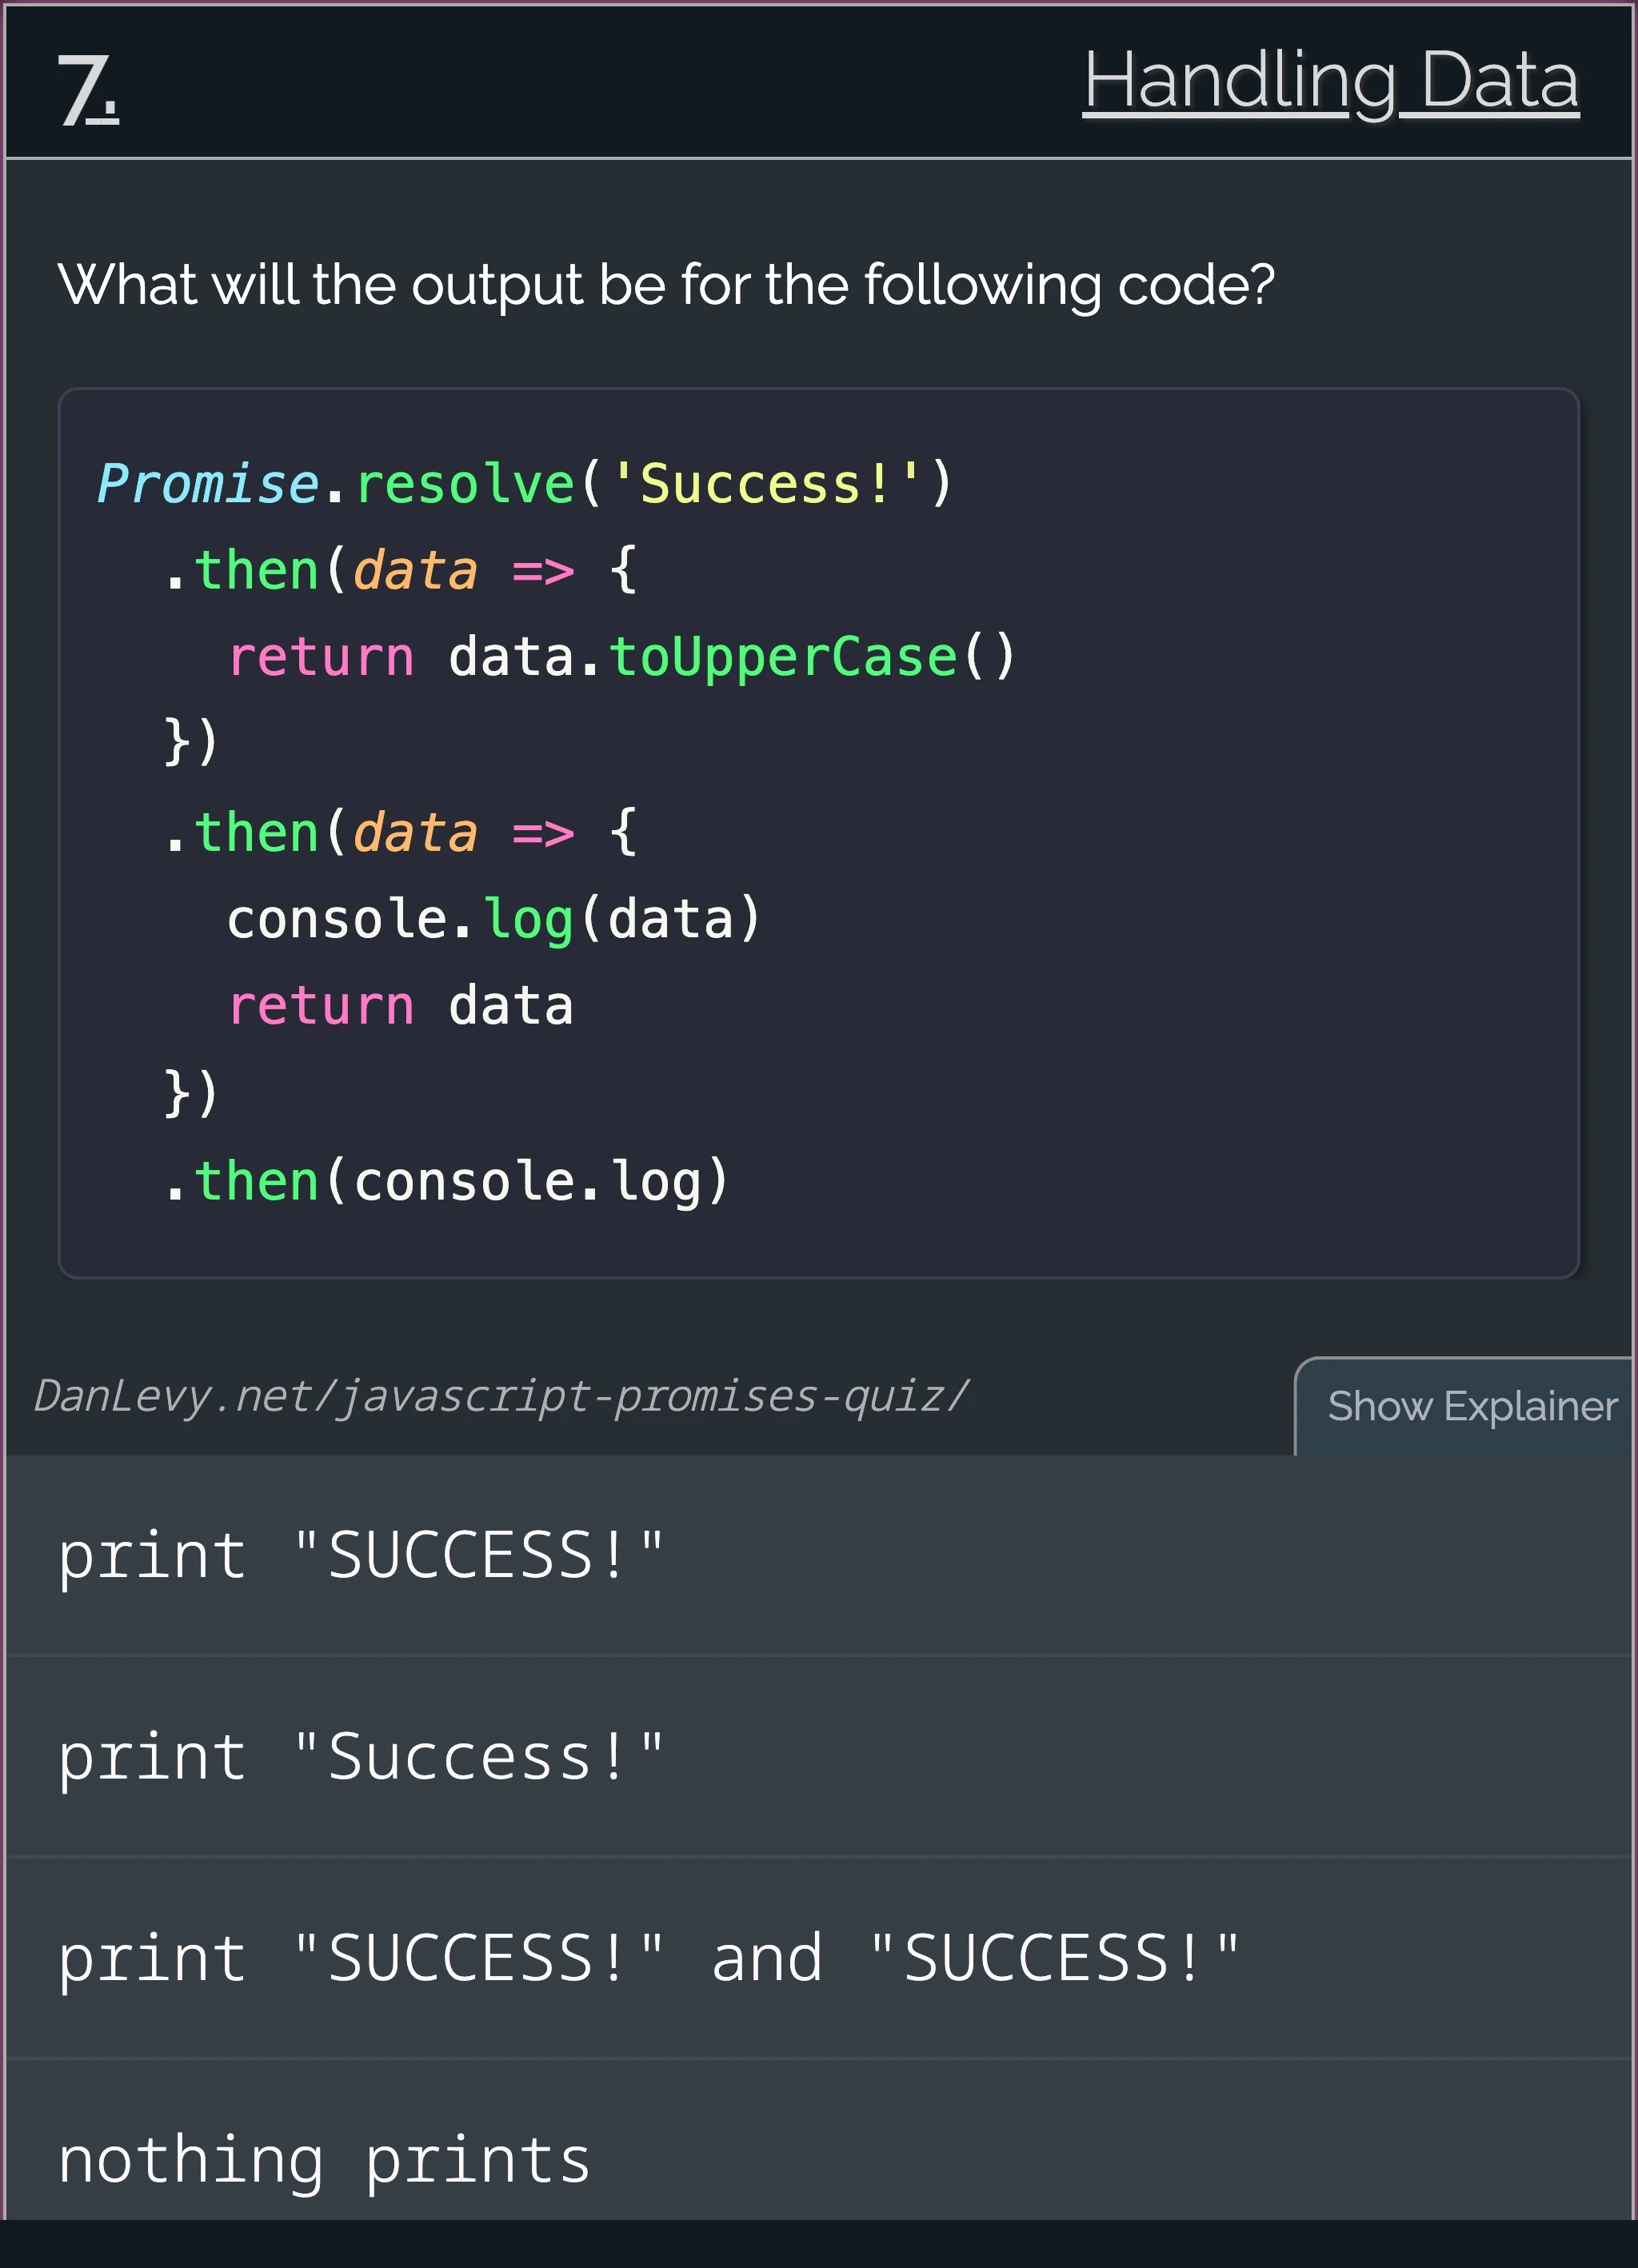 7.
Handling Data
What will the output be for the following code?
Promise.resolve('Success!')
  .then(data => {
    return data.toUpperCase()
  })
  .then(data => {
    console.log(data)
    return data
  })
  .then(console.log)
DanLevy.net/javascript-promises-quiz/
Show Explainer
print "SUCCESS!"
print "Success!"
print "SUCCESS!" and "SUCCESS!"
nothing prints